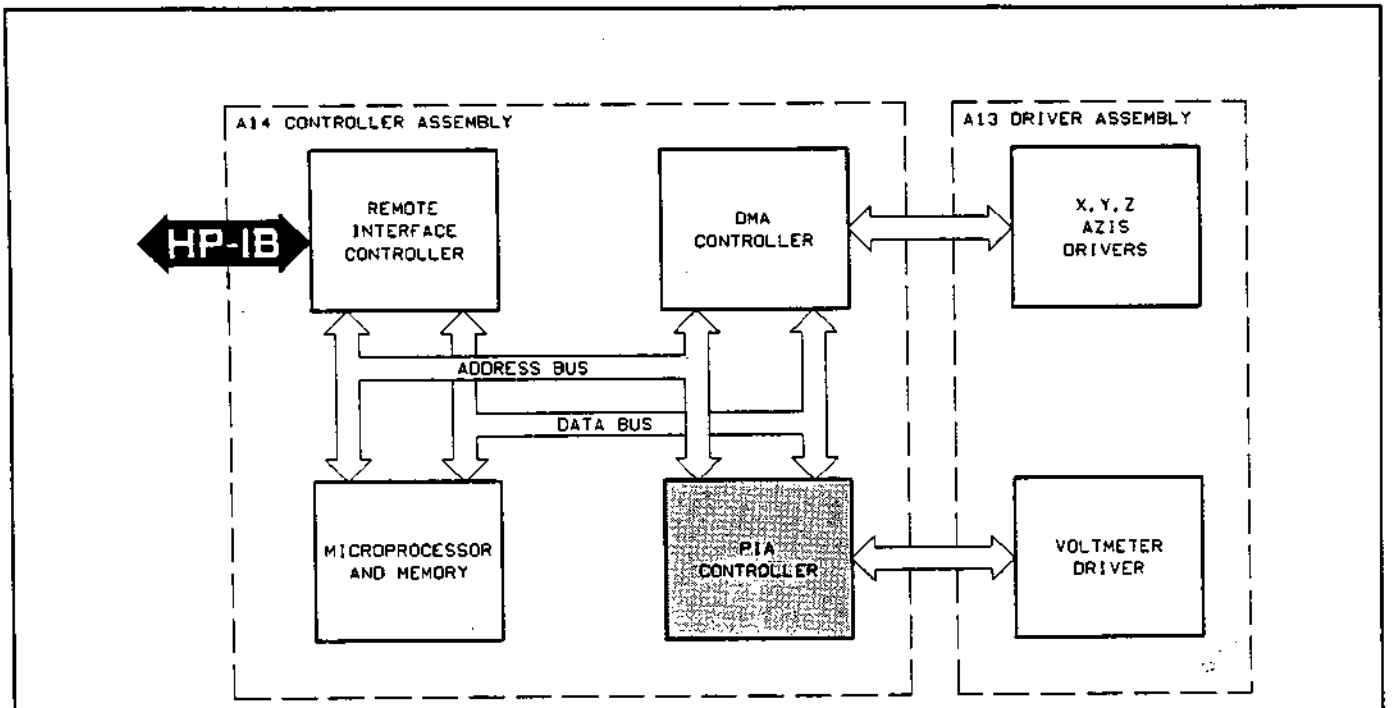 A14 CONTROLLER ASSEMBLY
A13 DRIVER ASSEMBLY
REMOTE
INTERFACE
CONTROLLER
DMA
CONTROLLER
X,Y,Z
AZIS
DRIVERS
HP-IB
ADDRESS BUS
DATA BUS
MICROPROCESSOR
AND MEMORY
PIA
CONTROLLER
VOLTMETER
DRIVER